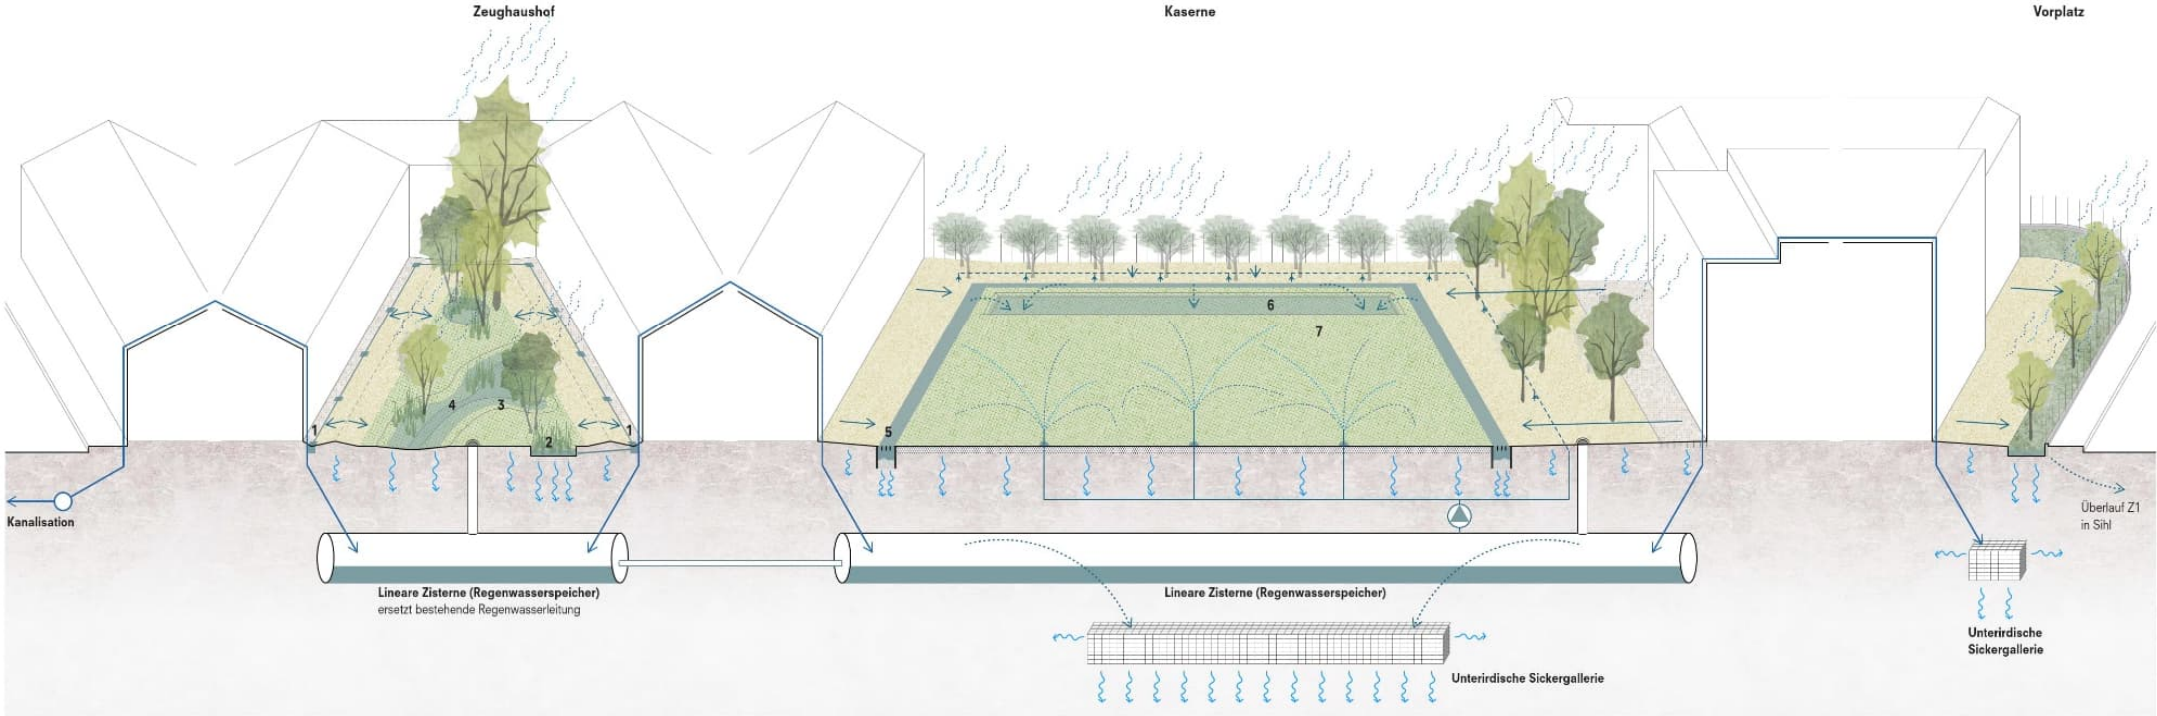 Zeughaushof
Kaserne
Vorplatz
6
7
4
3
1
2
1
5
Kanalisation
Überlauf Z1
in Sihl
Lineare Zisterne (Regenwasserspeicher)
ersetzt bestehende Regenwasserleitung
Lineare Zisterne (Regenwasserspeicher)
Unterirdische
Sickergallerie
Unterirdische Sickergallerie